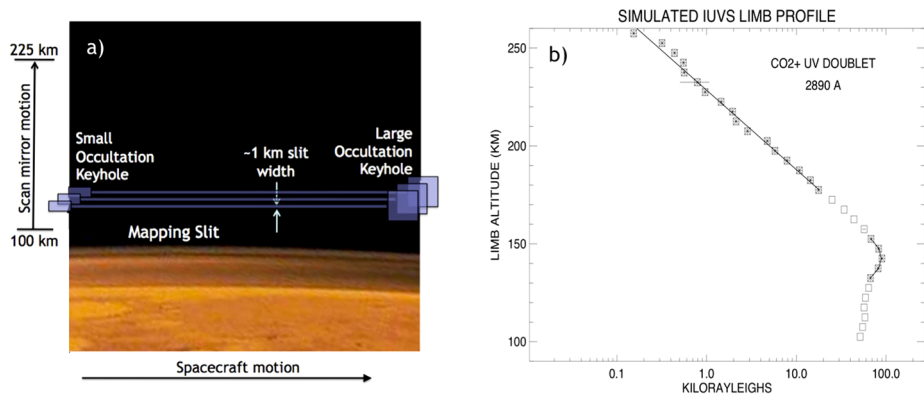 a)
225 km
Scan mirror motion
100 km
Small
Occultation
Keyhole
~1 km slit
width
Large
Occultation
Keyhole
Mapping Slit
Spacecraft motion
SIMULATED IUVS LIMB PROFILE
b)
CO2+ UV DOUBLET
2890 A
LIMB ALTITUDE (KM)
250
200
150
100
0.1
1.0
10.0
100.0
KILORAYLEIGHS